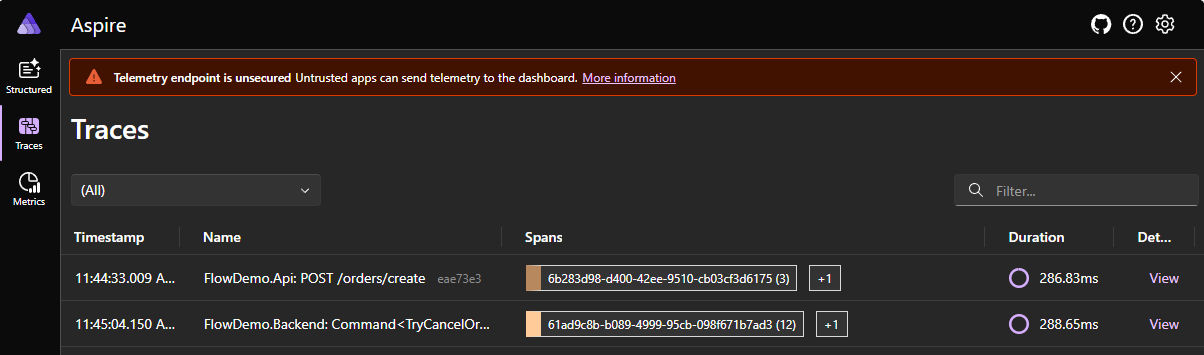 Aspire
Telemetry endpoint is unsecured Untrusted apps can send telemetry to the dashboard. More information
Structured
Traces
Traces
Metrics
(All)
Filter...
Timestamp Name Spans Duration Det...
11:44:33.009 A... FlowDemo.Api: POST /orders/create eae73e3 6b283d98-d400-42ee-9510-cb03cf3d6175 (3) +1 286.83ms View
11:45:04.150 A... FlowDemo.Backend: Command<TryCancelOr... 61ad9c8b-b089-4999-95cb-098f671b7ad3 (12) +1 288.65ms View